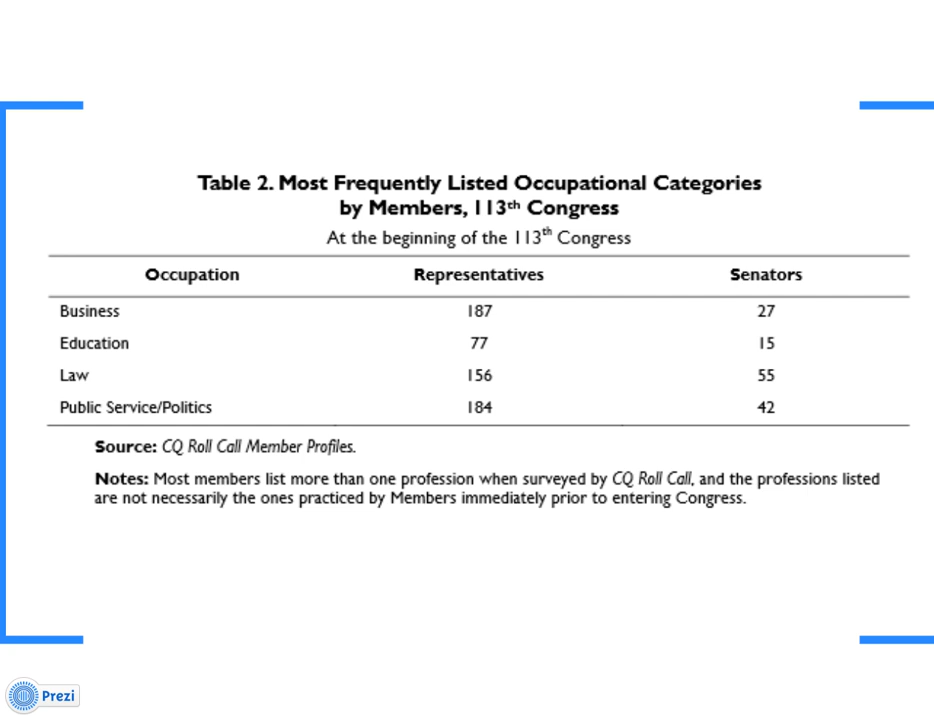 Table 2. Most Frequently Listed Occupational Categories
by Members, 113th Congress
At the beginning of the 113th Congress
Occupation Representatives Senators
Business 187 27
Education 77 15
Law 156 55
Public Service/Politics 184 42
Source: CQ Roll Call Member Profiles.
Notes: Most members list more than one profession when surveyed by CQ Roll Call, and the professions listed
are not necessarily the ones practiced by Members immediately prior to entering Congress.
Prezi